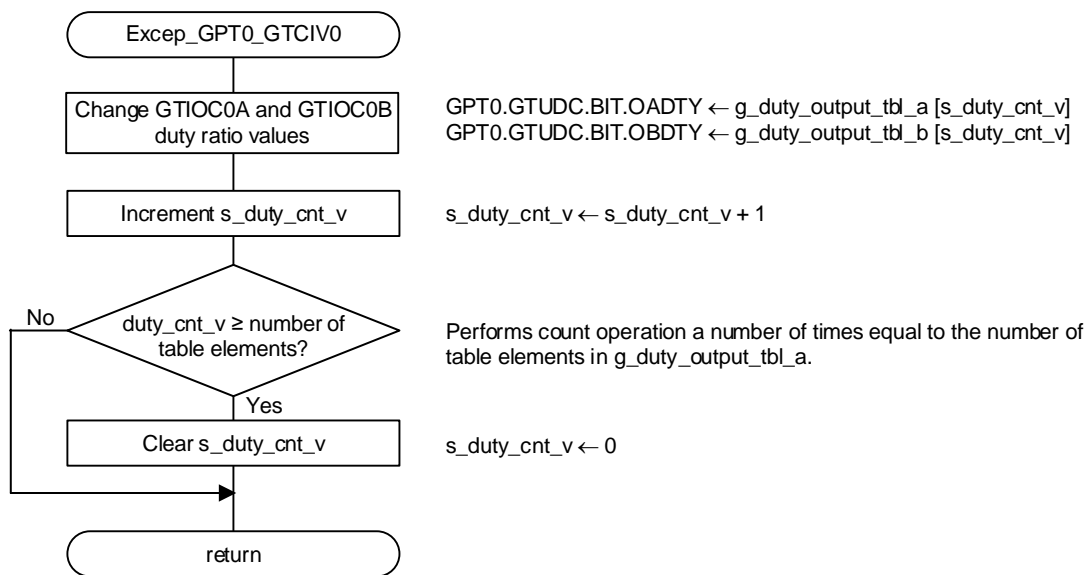 Excep_GPT0_GTCIV0
Change GTIOC0A and GTIOC0B
duty ratio values
GPT0.GTUDC.BIT.OADTY ← g_duty_output_tbl_a [s_duty_cnt_v]
GPT0.GTUDC.BIT.OBDTY ← g_duty_output_tbl_b [s_duty_cnt_v]
Increment s_duty_cnt_v
s_duty_cnt_v ← s_duty_cnt_v + 1
No
duty_cnt_v ≥ number of
table elements?
Performs count operation a number of times equal to the number of
table elements in g_duty_output_tbl_a.
Yes
Clear s_duty_cnt_v
s_duty_cnt_v ← 0
return